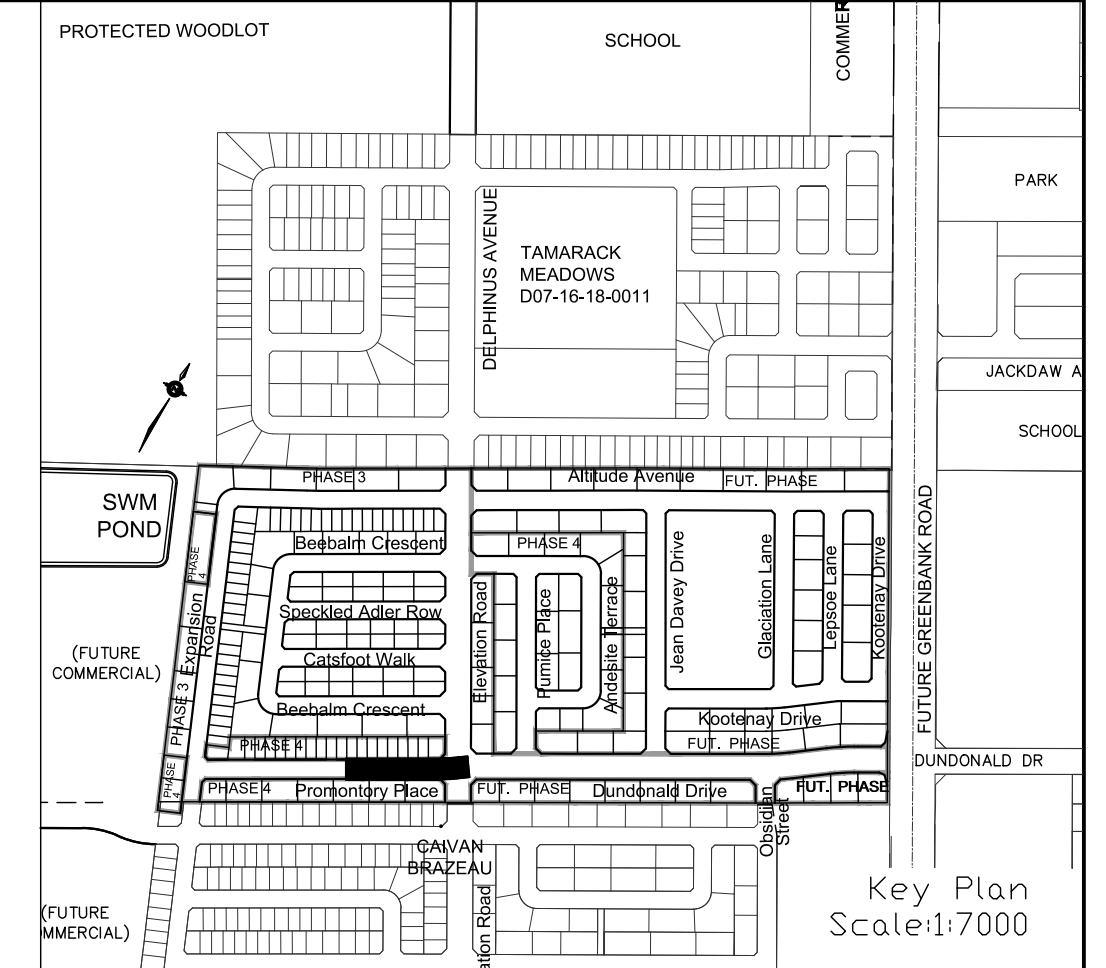 PROTECTED WOODLOT
SCHOOL
COMMER
PARK
DELPHINUS AVENUE
TAMARACK
MEADOWS
D07-16-18-0011
JACKDAW A
SCHOOL
SWM
POND
PHASE 3
Altitude Avenue
FUT. PHASE
FUTURE GREENBANK ROAD
Beebalm Crescent
PHASE 4
PHASE
4
Speckled Adler Row
Catsfoot Walk
Beebalm Crescent
Expansion
Road
PHASE 3
(FUTURE
COMMERCIAL)
Elevation Road
Pumice Place
Andesite Terrace
Jean Davey Drive
Glaciation Lane
Lepsoe Lane
Kootenay Drive
Kootenay Drive
FUT. PHASE
PHASE 4
DUNDONALD DR
PHASE
4
PHASE 4
Promontory Place
FUT. PHASE
Dundonald Drive
FUT. PHASE
Obsidian
Street
CAIVAN
BRAZEAU
ation Road
(FUTURE
MMERCIAL)
Key Plan
Scale:1:7000